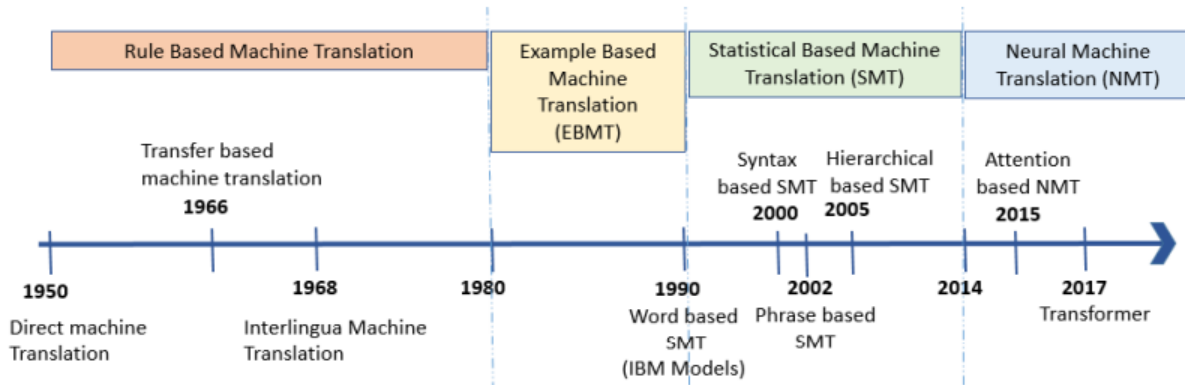 Rule Based Machine Translation
Example Based
Machine
Translation
(EBMT)
Statistical Based Machine
Translation (SMT)
Neural Machine
Translation (NMT)
Transfer based
machine translation
1966
Syntax
based SMT
2000
Hierarchical
based SMT
2005
Attention
based NMT
2015
1950
Direct machine
Translation
1968
Interlingua Machine
Translation
1980
1990
Word based
SMT
(IBM Models)
2002
Phrase based
SMT
2014
2017
Transformer